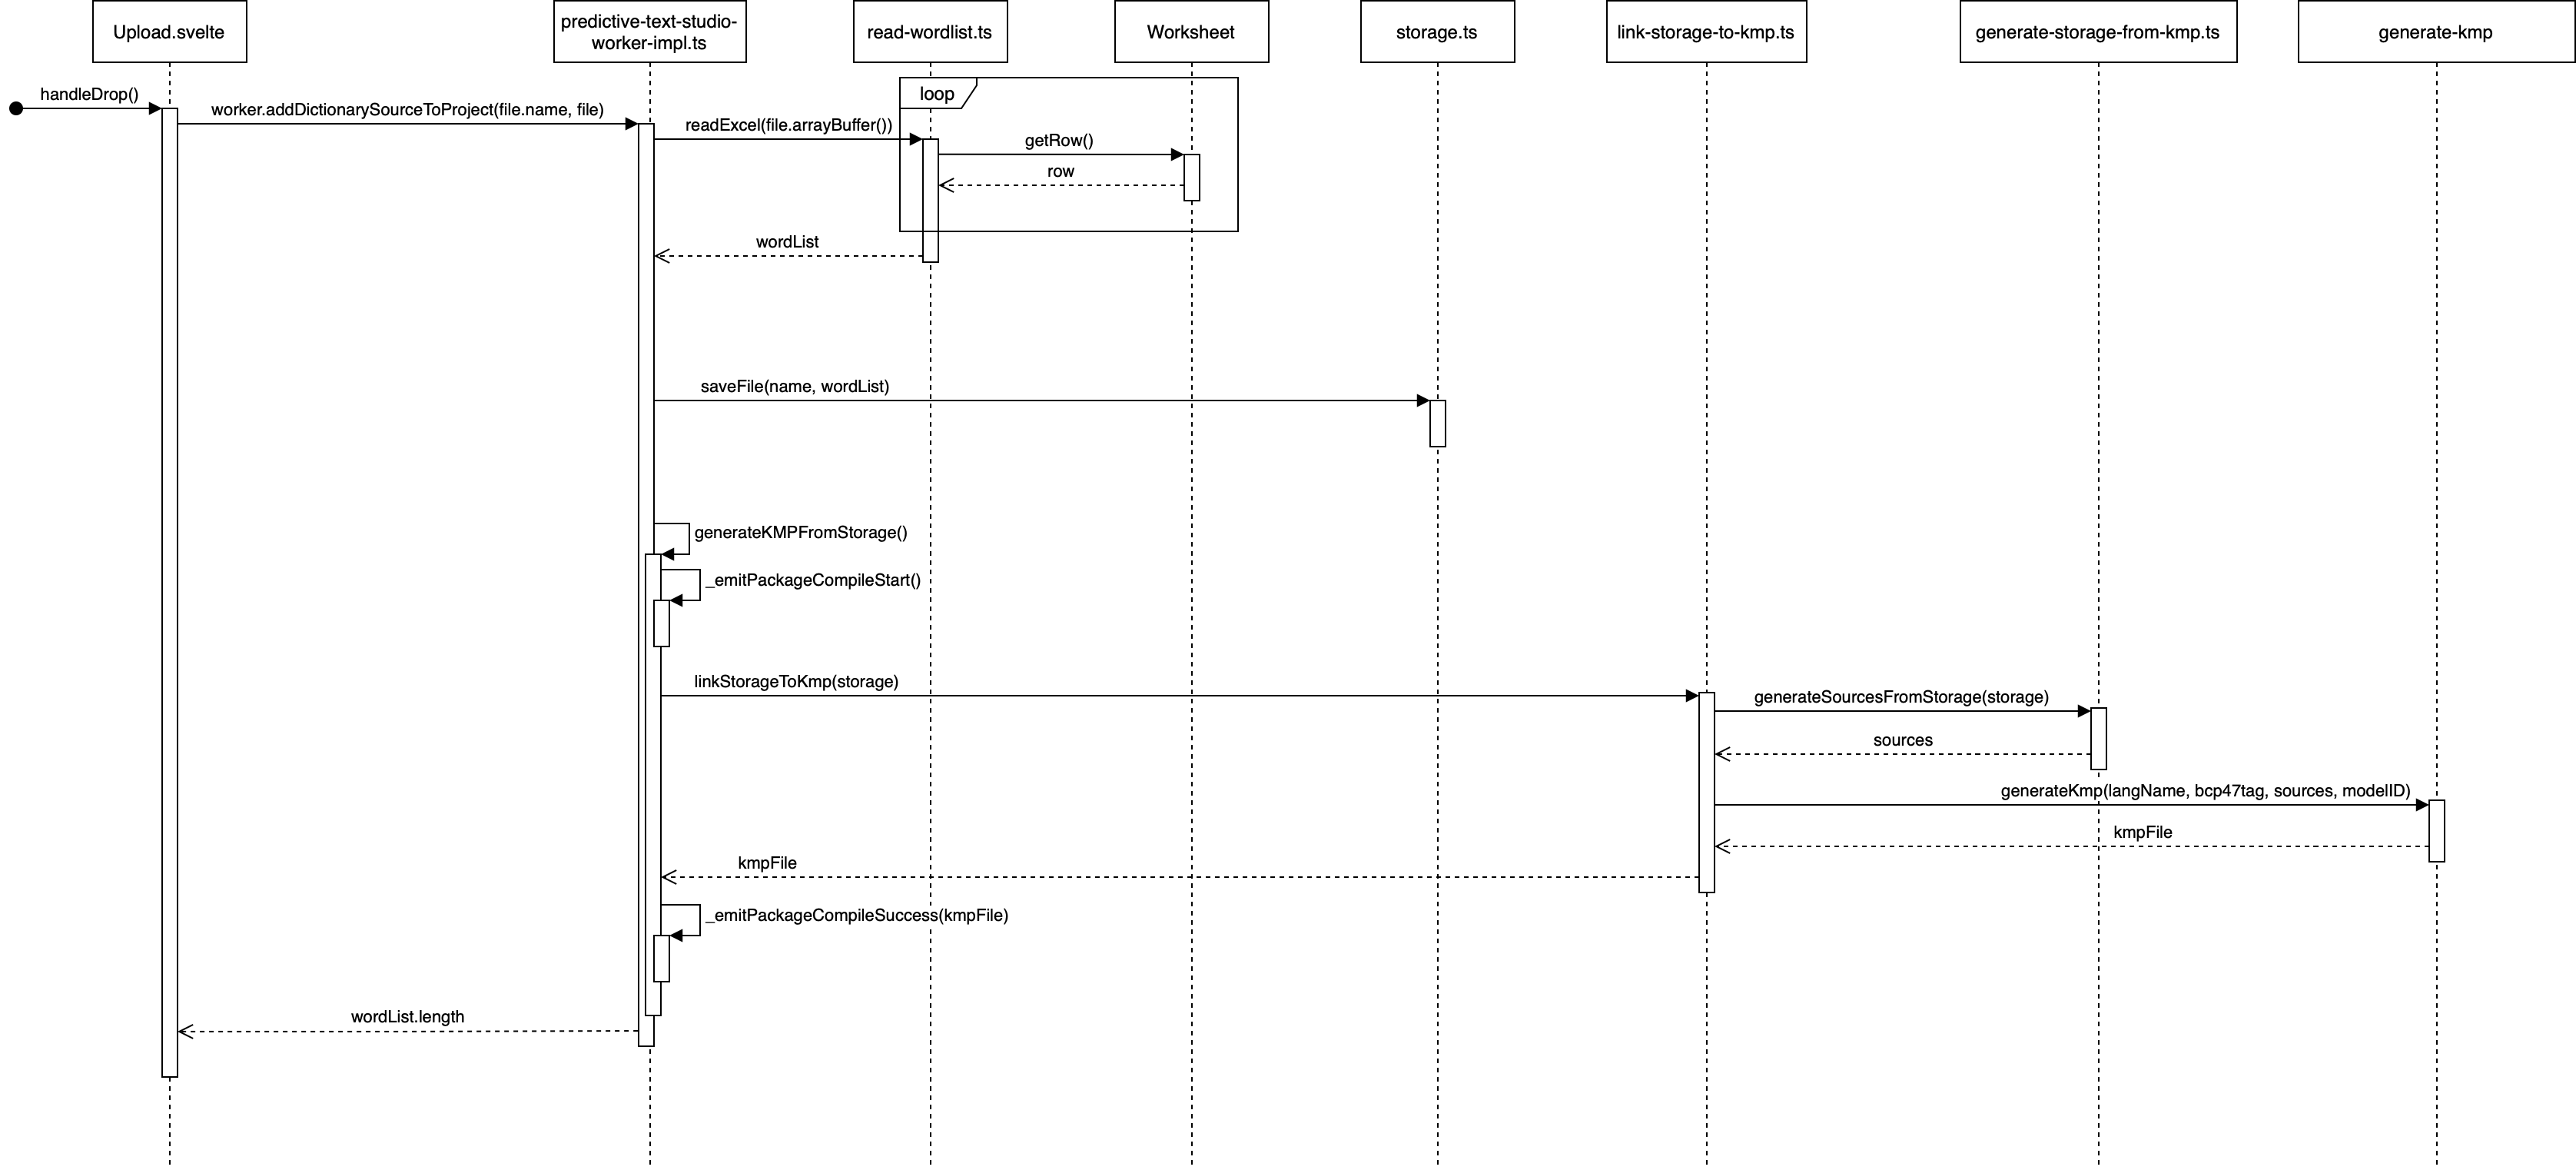 Upload.svelte
predictive-text-studio-
worker-impl.ts
read-wordlist.ts
Worksheet
storage.ts
link-storage-to-kmp.ts
generate-storage-from-kmp.ts
generate-kmp
handleDrop()
loop
worker.addDictionarySourceToProject(file.name, file)
readExcel(file.arrayBuffer())
getRow()
row
wordList
saveFile(name, wordList)
generateKMPFromStorage()
_emitPackageCompileStart()
linkStorageToKmp(storage)
generateSourcesFromStorage(storage)
sources
generateKmp(langName, bcp47tag, sources, modelID)
kmpFile
kmpFile
_emitPackageCompileSuccess(kmpFile)
wordList.length